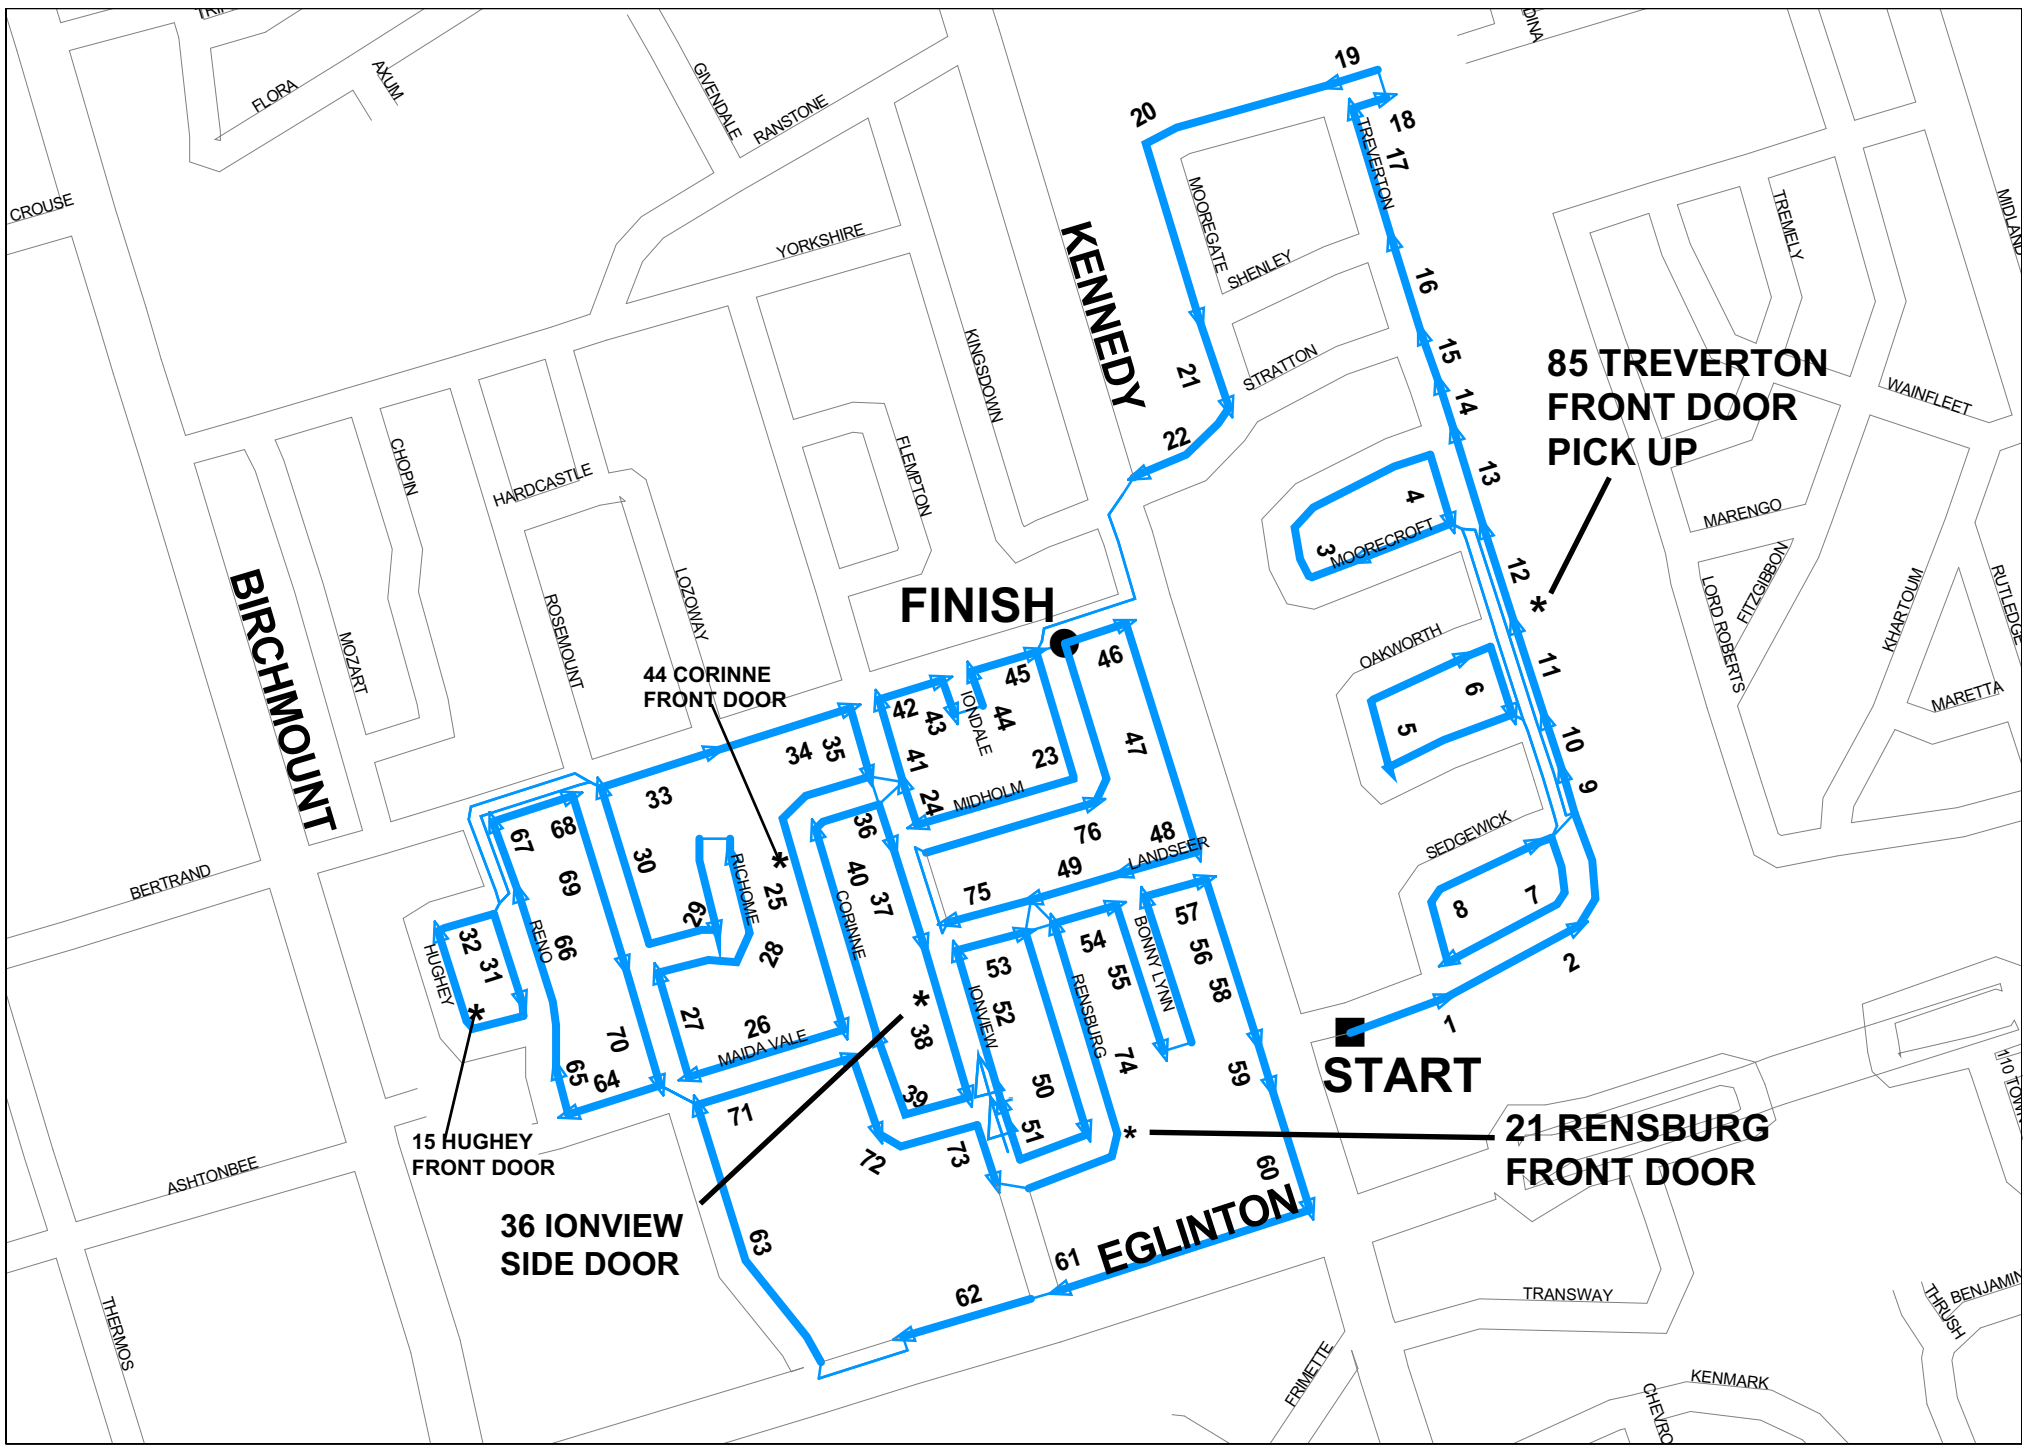 FLORA
AXUM
GIVENDALE
RANSTONE
CROUSE
YORKSHIRE
KENNEDY
KINGSDOWN
FLEMPTON
CHOPIN
HARDCASTLE
MOZART
ROSEMOUNT
LOZOWAY
BIRCHMOUNT
BERTRAND
ASHTONBEE
THERMOS
19
20
18
17
TREVERTON
MOOREGATE
SHENLEY
STRATTON
16
15
14
13
21
22
TREMELY
MIDLAND
WAINFLEET
85 TREVERTON
FRONT DOOR
PICK UP
MARENGO
LORD ROBERTS
FITZGIBBON
KHARTOUM
RUTLEDGE
MARETTA
4
3
MOORECROFT
12
*
OAKWORTH
11
6
5
10
9
SEDGEWICK
8
7
2
1
START
FINISH
44 CORINNE
FRONT DOOR
46
45
42
43
IONDALE
44
41
23
24
MIDHOLM
47
76
48
LANDSEER
49
75
34
35
33
*
36
68
67
69
30
RICHOME
25
29
28
40
CORINNE
37
32
31
HUGHEY
*
RENO
66
65
64
70
27
26
MAIDA VALE
*
38
39
53
52
IONVIEW
50
51
54
55
RENSBURG
BONNY LYNN
57
56
58
59
74
*
60
71
72
73
63
62
61
EGLINTON
15 HUGHEY
FRONT DOOR
36 IONVIEW
SIDE DOOR
21 RENSBURG
FRONT DOOR
TRANSWAY
FRIMETTE
KENMARK
THRUSH
BENJAMIN
CHEVRO
110 TOWN
DINA